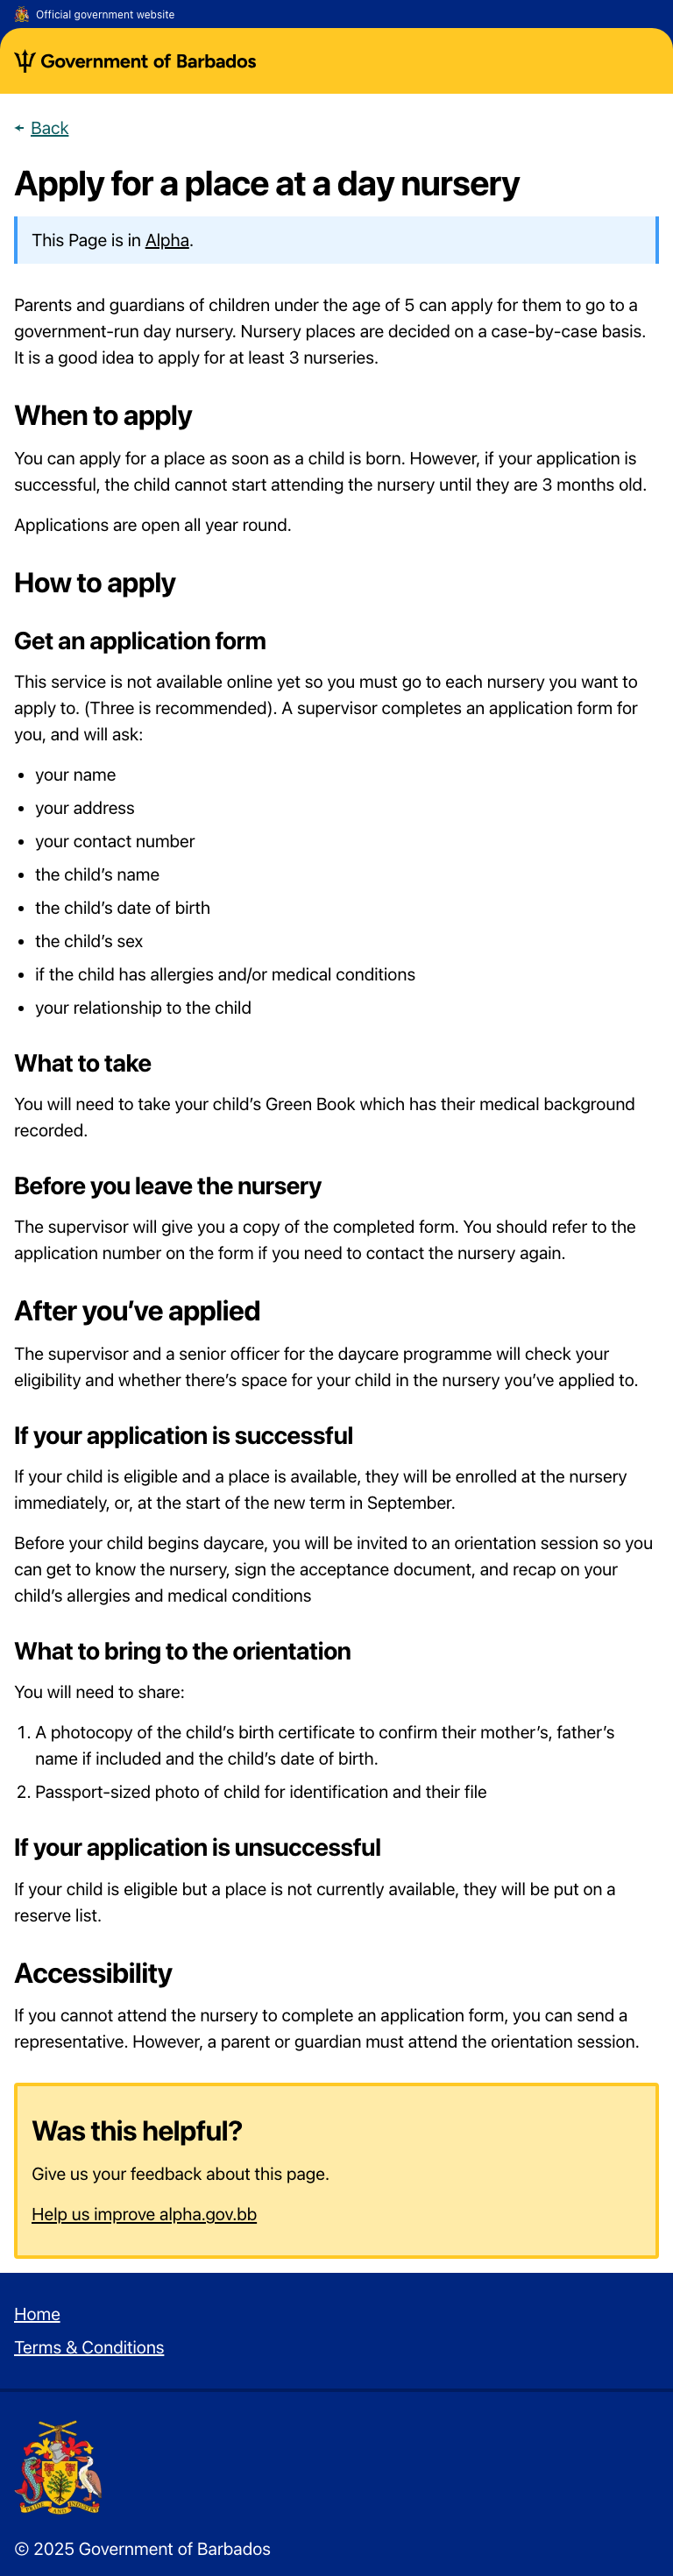 Official government website
Government of Barbados
Back
Apply for a place at a day nursery
This Page is in Alpha.
Parents and guardians of children under the age of 5 can apply for them to go to a
government-run day nursery. Nursery places are decided on a case-by-case basis.
It is a good idea to apply for at least 3 nurseries.
When to apply
You can apply for a place as soon as a child is born. However, if your application is
successful, the child cannot start attending the nursery until they are 3 months old.
Applications are open all year round.
How to apply
Get an application form
This service is not available online yet so you must go to each nursery you want to
apply to. (Three is recommended). A supervisor completes an application form for
you, and will ask:
• your name
• your address
• your contact number
• the child’s name
• the child’s date of birth
• the child’s sex
• if the child has allergies and/or medical conditions
• your relationship to the child
What to take
You will need to take your child’s Green Book which has their medical background
recorded.
Before you leave the nursery
The supervisor will give you a copy of the completed form. You should refer to the
application number on the form if you need to contact the nursery again.
After you’ve applied
The supervisor and a senior officer for the daycare programme will check your
eligibility and whether there’s space for your child in the nursery you’ve applied to.
If your application is successful
If your child is eligible and a place is available, they will be enrolled at the nursery
immediately, or, at the start of the new term in September.
Before your child begins daycare, you will be invited to an orientation session so you
can get to know the nursery, sign the acceptance document, and recap on your
child’s allergies and medical conditions
What to bring to the orientation
You will need to share:
1. A photocopy of the child’s birth certificate to confirm their mother’s, father’s
name if included and the child’s date of birth.
2. Passport-sized photo of child for identification and their file
If your application is unsuccessful
If your child is eligible but a place is not currently available, they will be put on a
reserve list.
Accessibility
If you cannot attend the nursery to complete an application form, you can send a
representative. However, a parent or guardian must attend the orientation session.
Was this helpful?
Give us your feedback about this page.
Help us improve alpha.gov.bb
Home
Terms & Conditions
PRIDE AND INDUSTRY
© 2025 Government of Barbados